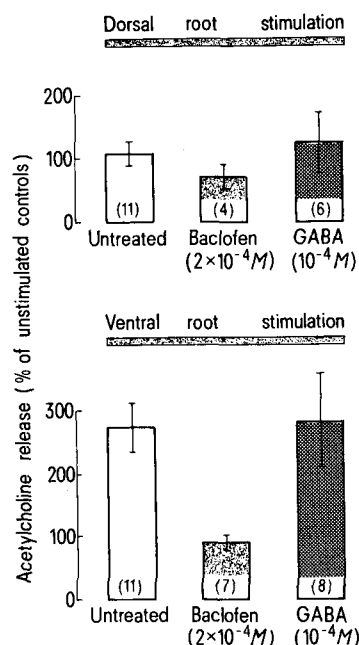 Dorsal root stimulation
200
100
0
(11) (4) (6)
Untreated Baclofen GABA
(2×10⁻⁴M) (10⁻⁴M)
Ventral root stimulation
300
200
100
0
(11) (7) (8)
Untreated Baclofen GABA
(2×10⁻⁴M) (10⁻⁴M)
Acetylcholine release (% of unstimulated controls)